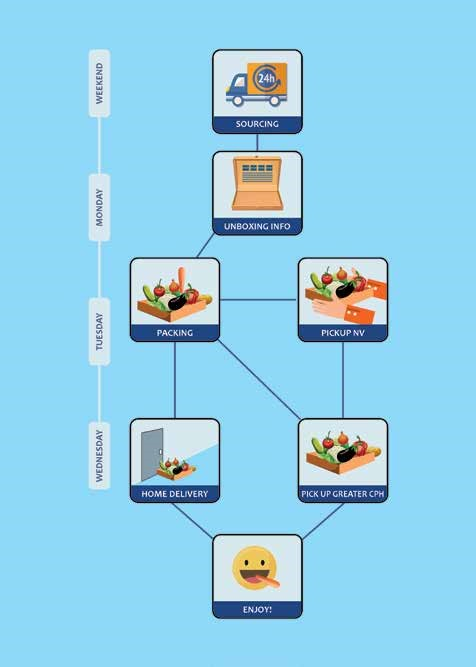 WEEKEND
24h
SOURCING
MONDAY
UNBOXING INFO
TUESDAY
PACKING
PICKUP NV
WEDNESDAY
HOME DELIVERY
PICK UP GREATER CPH
ENJOY!